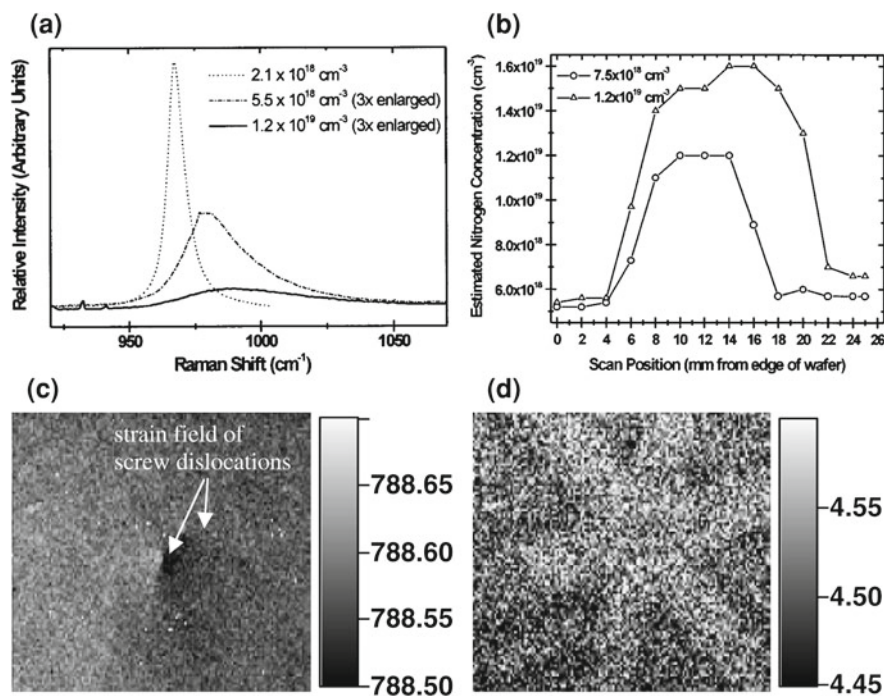 (a)
2.1 x 10¹⁸ cm⁻³
5.5 x 10¹⁸ cm⁻³ (3x enlarged)
1.2 x 10¹⁹ cm⁻³ (3x enlarged)
Relative Intensity (Arbitrary Units)
950 1000 1050
Raman Shift (cm⁻¹)
(b)
7.5x10¹⁸ cm⁻³
1.2x10¹⁹ cm⁻³
Estimated Nitrogen Concentration (cm⁻³)
1.6x10¹⁹
1.4x10¹⁹
1.2x10¹⁹
1.0x10¹⁹
8.0x10¹⁸
6.0x10¹⁸
0 2 4 6 8 10 12 14 16 18 20 22 24 26
Scan Position (mm from edge of wafer)
(c)
strain field of
screw dislocations
788.65
788.60
788.55
788.50
(d)
4.55
4.50
4.45